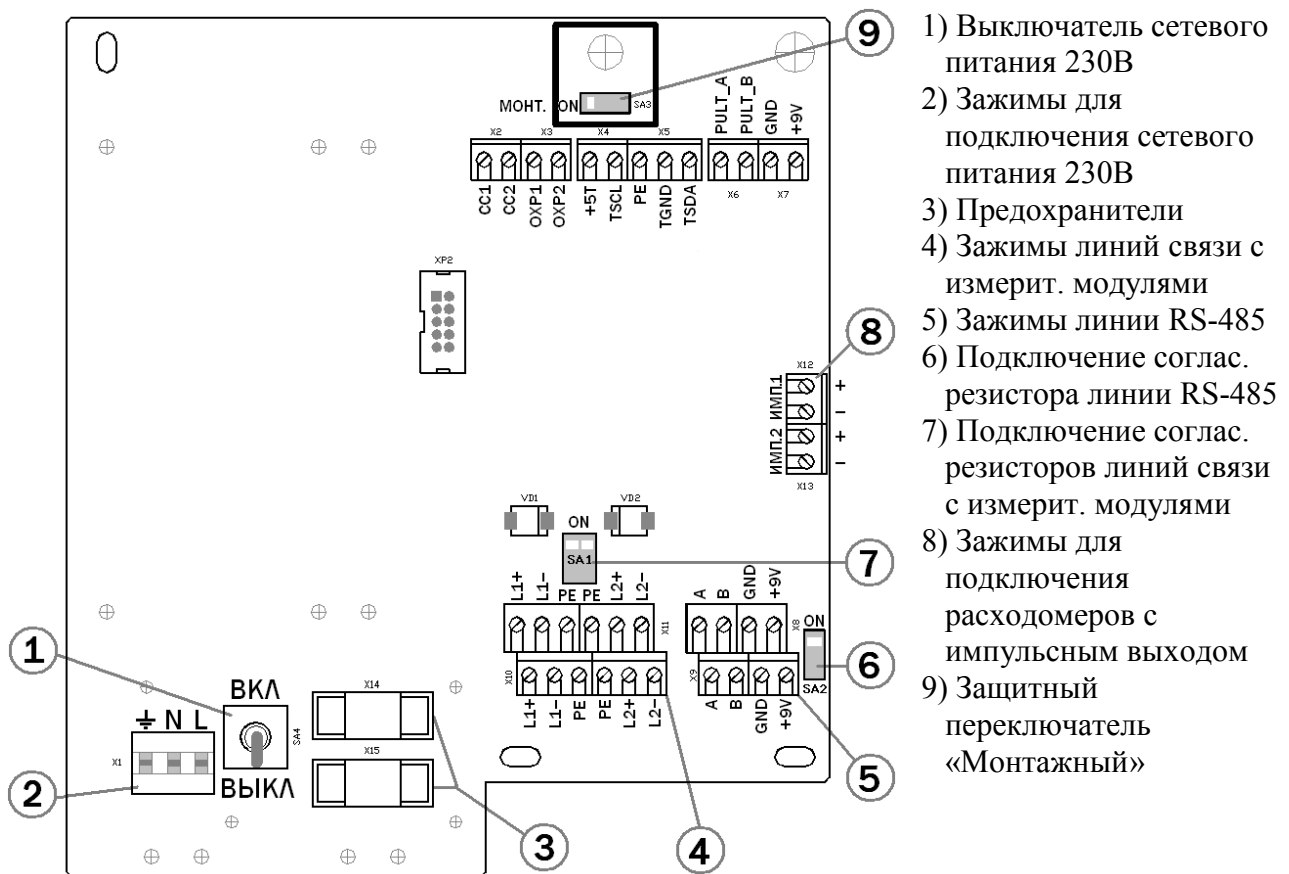 9
МОНТ. ON SA3
X2 X3 X4 X5
PULT_A PULT_B GND +9V
CC1 CC2 OXP1 OXP2 +5T TSCL PE TGND TSDA
X6 X7
XP2
8
X12
ИМП.1 + −
ИМП.2 + −
X13
VD1 VD2
ON
SA1
7
L1+ L1− PE PE L2+ L2−
X11
A B GND +9V
X8
ON
SA2
6
X10
L1+ L1− PE PE L2+ L2−
X9
A B GND +9V
5
4
1
ВКЛ
N L
X1
SA4
ВЫКЛ
2
X14
X15
3
1) Выключатель сетевого
питания 230В
2) Зажимы для
подключения сетевого
питания 230В
3) Предохранители
4) Зажимы линий связи с
измерит. модулями
5) Зажимы линии RS-485
6) Подключение соглас.
резистора линии RS-485
7) Подключение соглас.
резисторов линий связи
с измерит. модулями
8) Зажимы для
подключения
расходомеров с
импульсным выходом
9) Защитный
переключатель
«Монтажный»